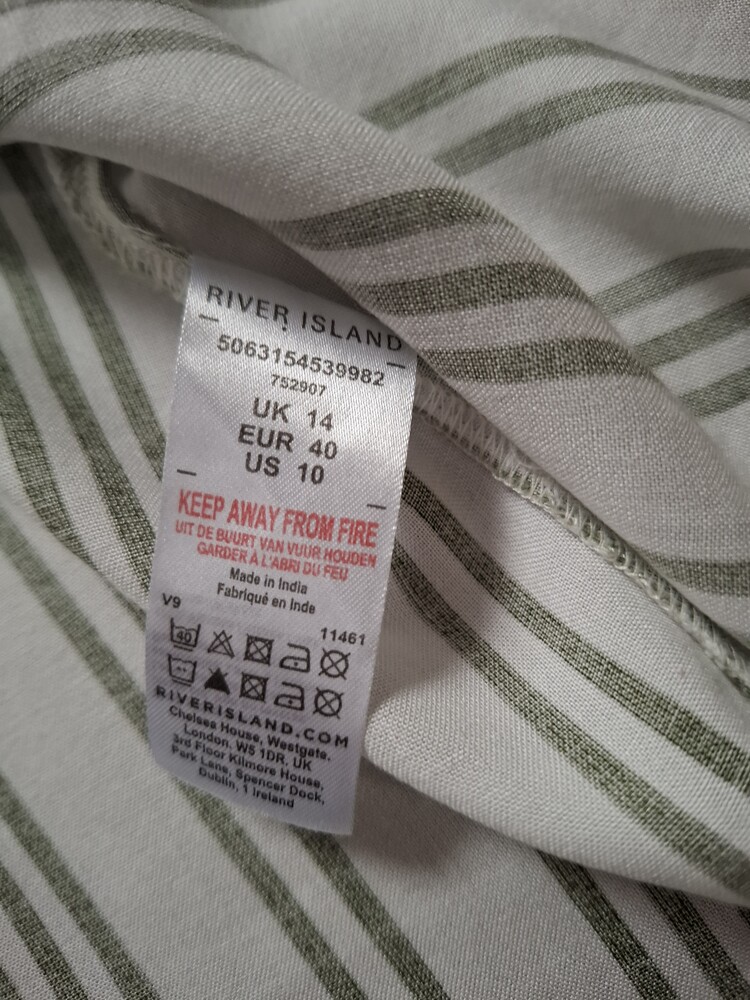 RIVER ISLAND
5063154539982
752907
UK 14
EUR 40
US 10
KEEP AWAY FROM FIRE
UIT DE BUURT VAN VUUR HOUDEN
GARDER À L'ABRI DU FEU
Made in India
Fabriqué en Inde
V9
11461
40
RIVERISLAND.COM
Chelsea House, Westgate,
London, W5 1DR, UK
3rd Floor Kilmore House,
Park Lane, Spencer Dock,
Dublin, 1 Ireland